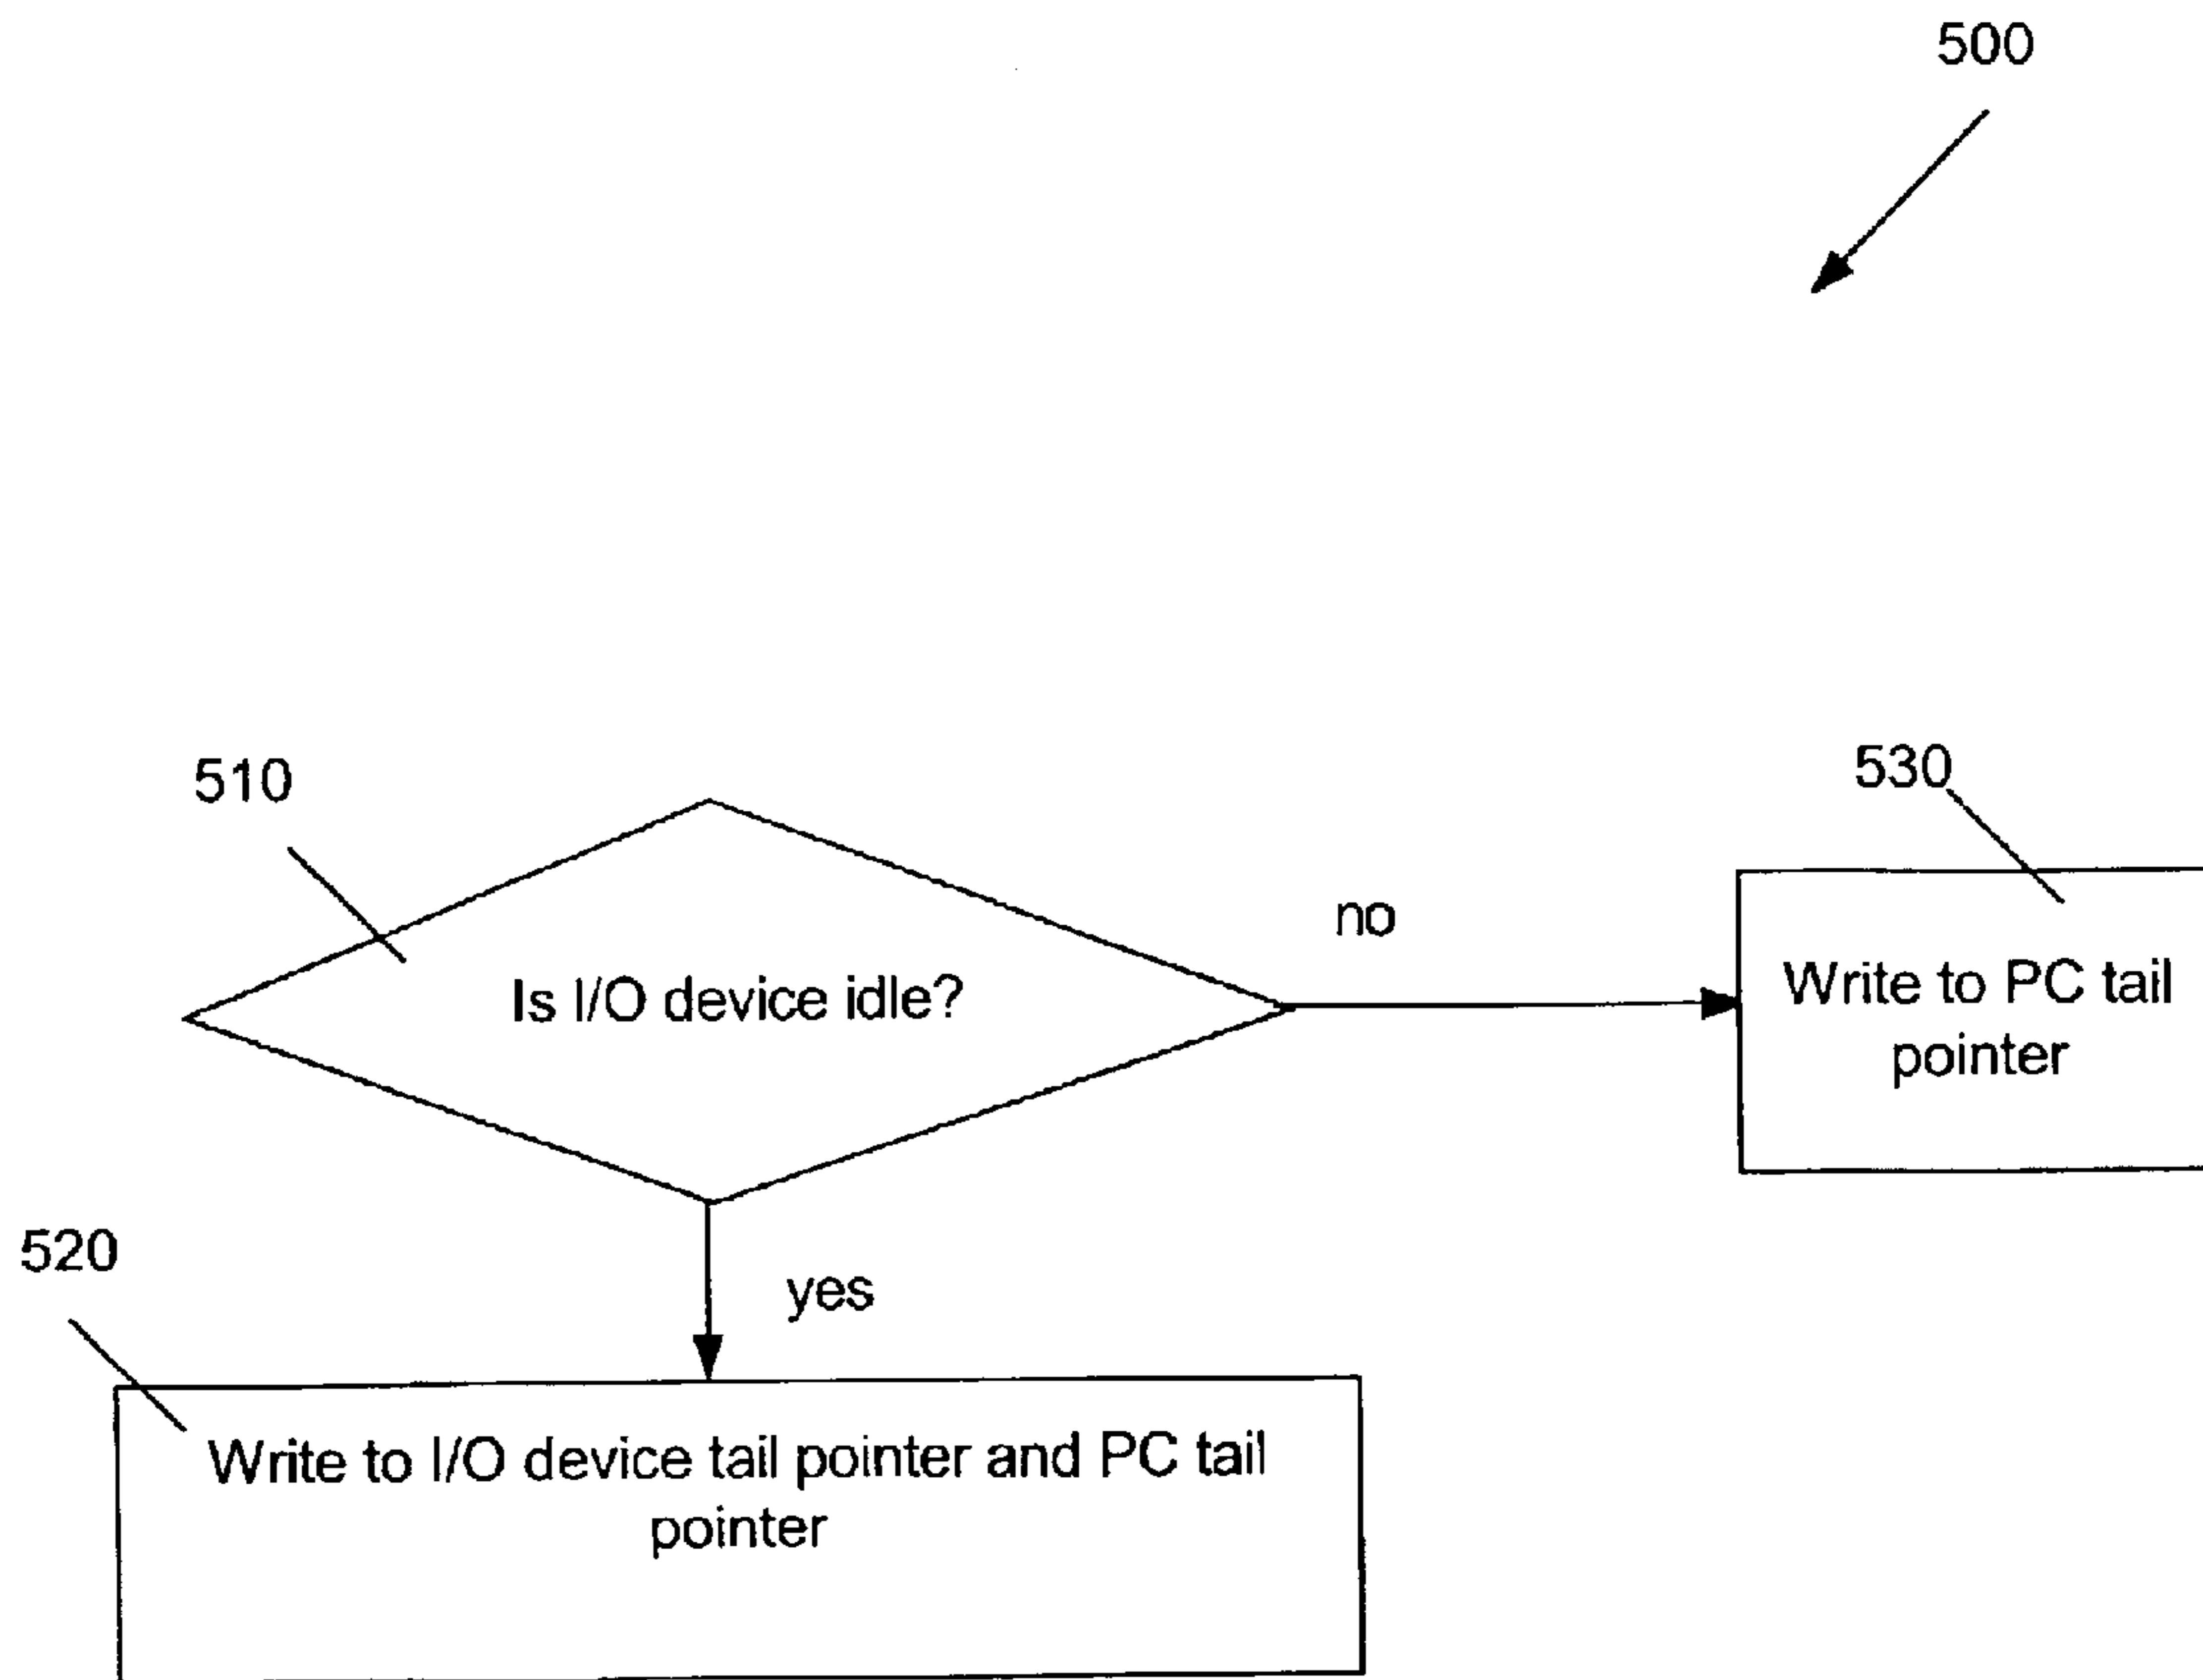 500
510
530
Is I/O device idle?
no
Write to PC tail
pointer
520
yes
Write to I/O device tail pointer and PC tail
pointer